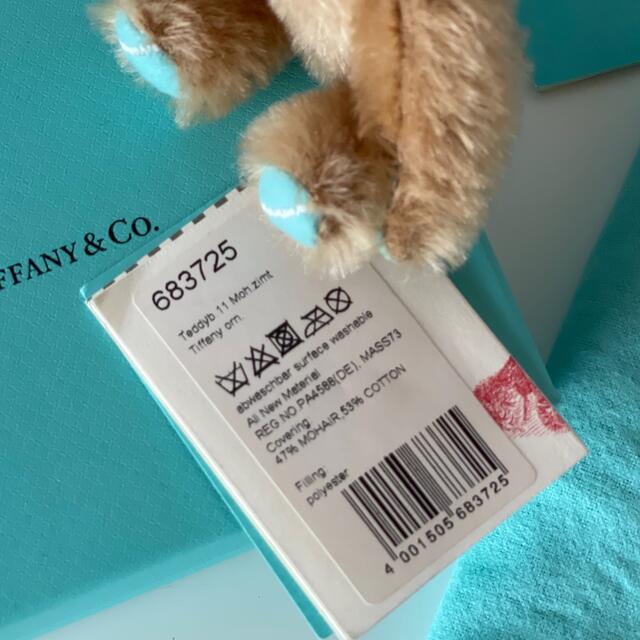 FFANY & CO.
683725
Teddyb 11 Moh.zimt
Tiffany orn.
abwaschbar surface washable
All New Material
REG NO.PA4588(DE). MASS73
Covering
47% MOHAIR,53% COTTON
Filling:
polyester
4 001505 683725